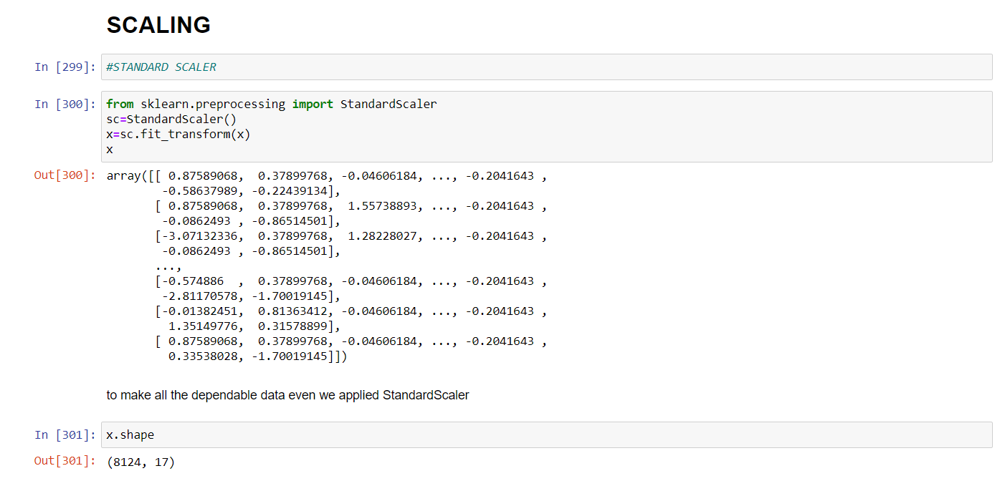 SCALING
In [299]: #STANDARD SCALER
In [300]: from sklearn.preprocessing import StandardScaler
sc=StandardScaler()
x=sc.fit_transform(x)
x
Out[300]: array([[ 0.87589068,  0.37899768, -0.04606184, ..., -0.2041643 ,
        -0.58637989, -0.22439134],
       [ 0.87589068,  0.37899768,  1.55738893, ..., -0.2041643 ,
        -0.0862493 , -0.86514501],
       [-3.07132336,  0.37899768,  1.28228027, ..., -0.2041643 ,
        -0.0862493 , -0.86514501],
       ...,
       [-0.574886  ,  0.37899768, -0.04606184, ..., -0.2041643 ,
        -2.81170578, -1.70019145],
       [-0.01382451,  0.81363412, -0.04606184, ..., -0.2041643 ,
         1.35149776,  0.31578899],
       [ 0.87589068,  0.37899768, -0.04606184, ..., -0.2041643 ,
         0.33538028, -1.70019145]])
to make all the dependable data even we applied StandardScaler
In [301]: x.shape
Out[301]: (8124, 17)